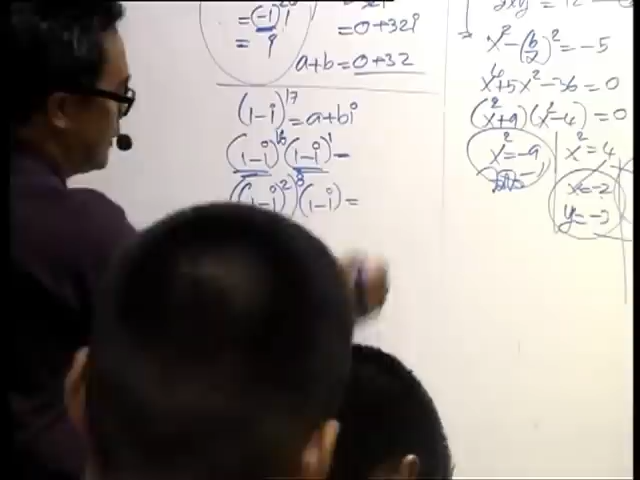 = (-1) i
= i
= 0+32i
a+b = 0+32
(1-i)^17 = a+bi
(1-i)^16 (1-i)^1 =
((1-i)^2)^8 (1-i) =
x^2 - (6/x)^2 = -5
x^4+5x^2-36=0
(x^2+9)(x^2-4)=0
x^2=-9
x^2=4
x=-2
y=-3